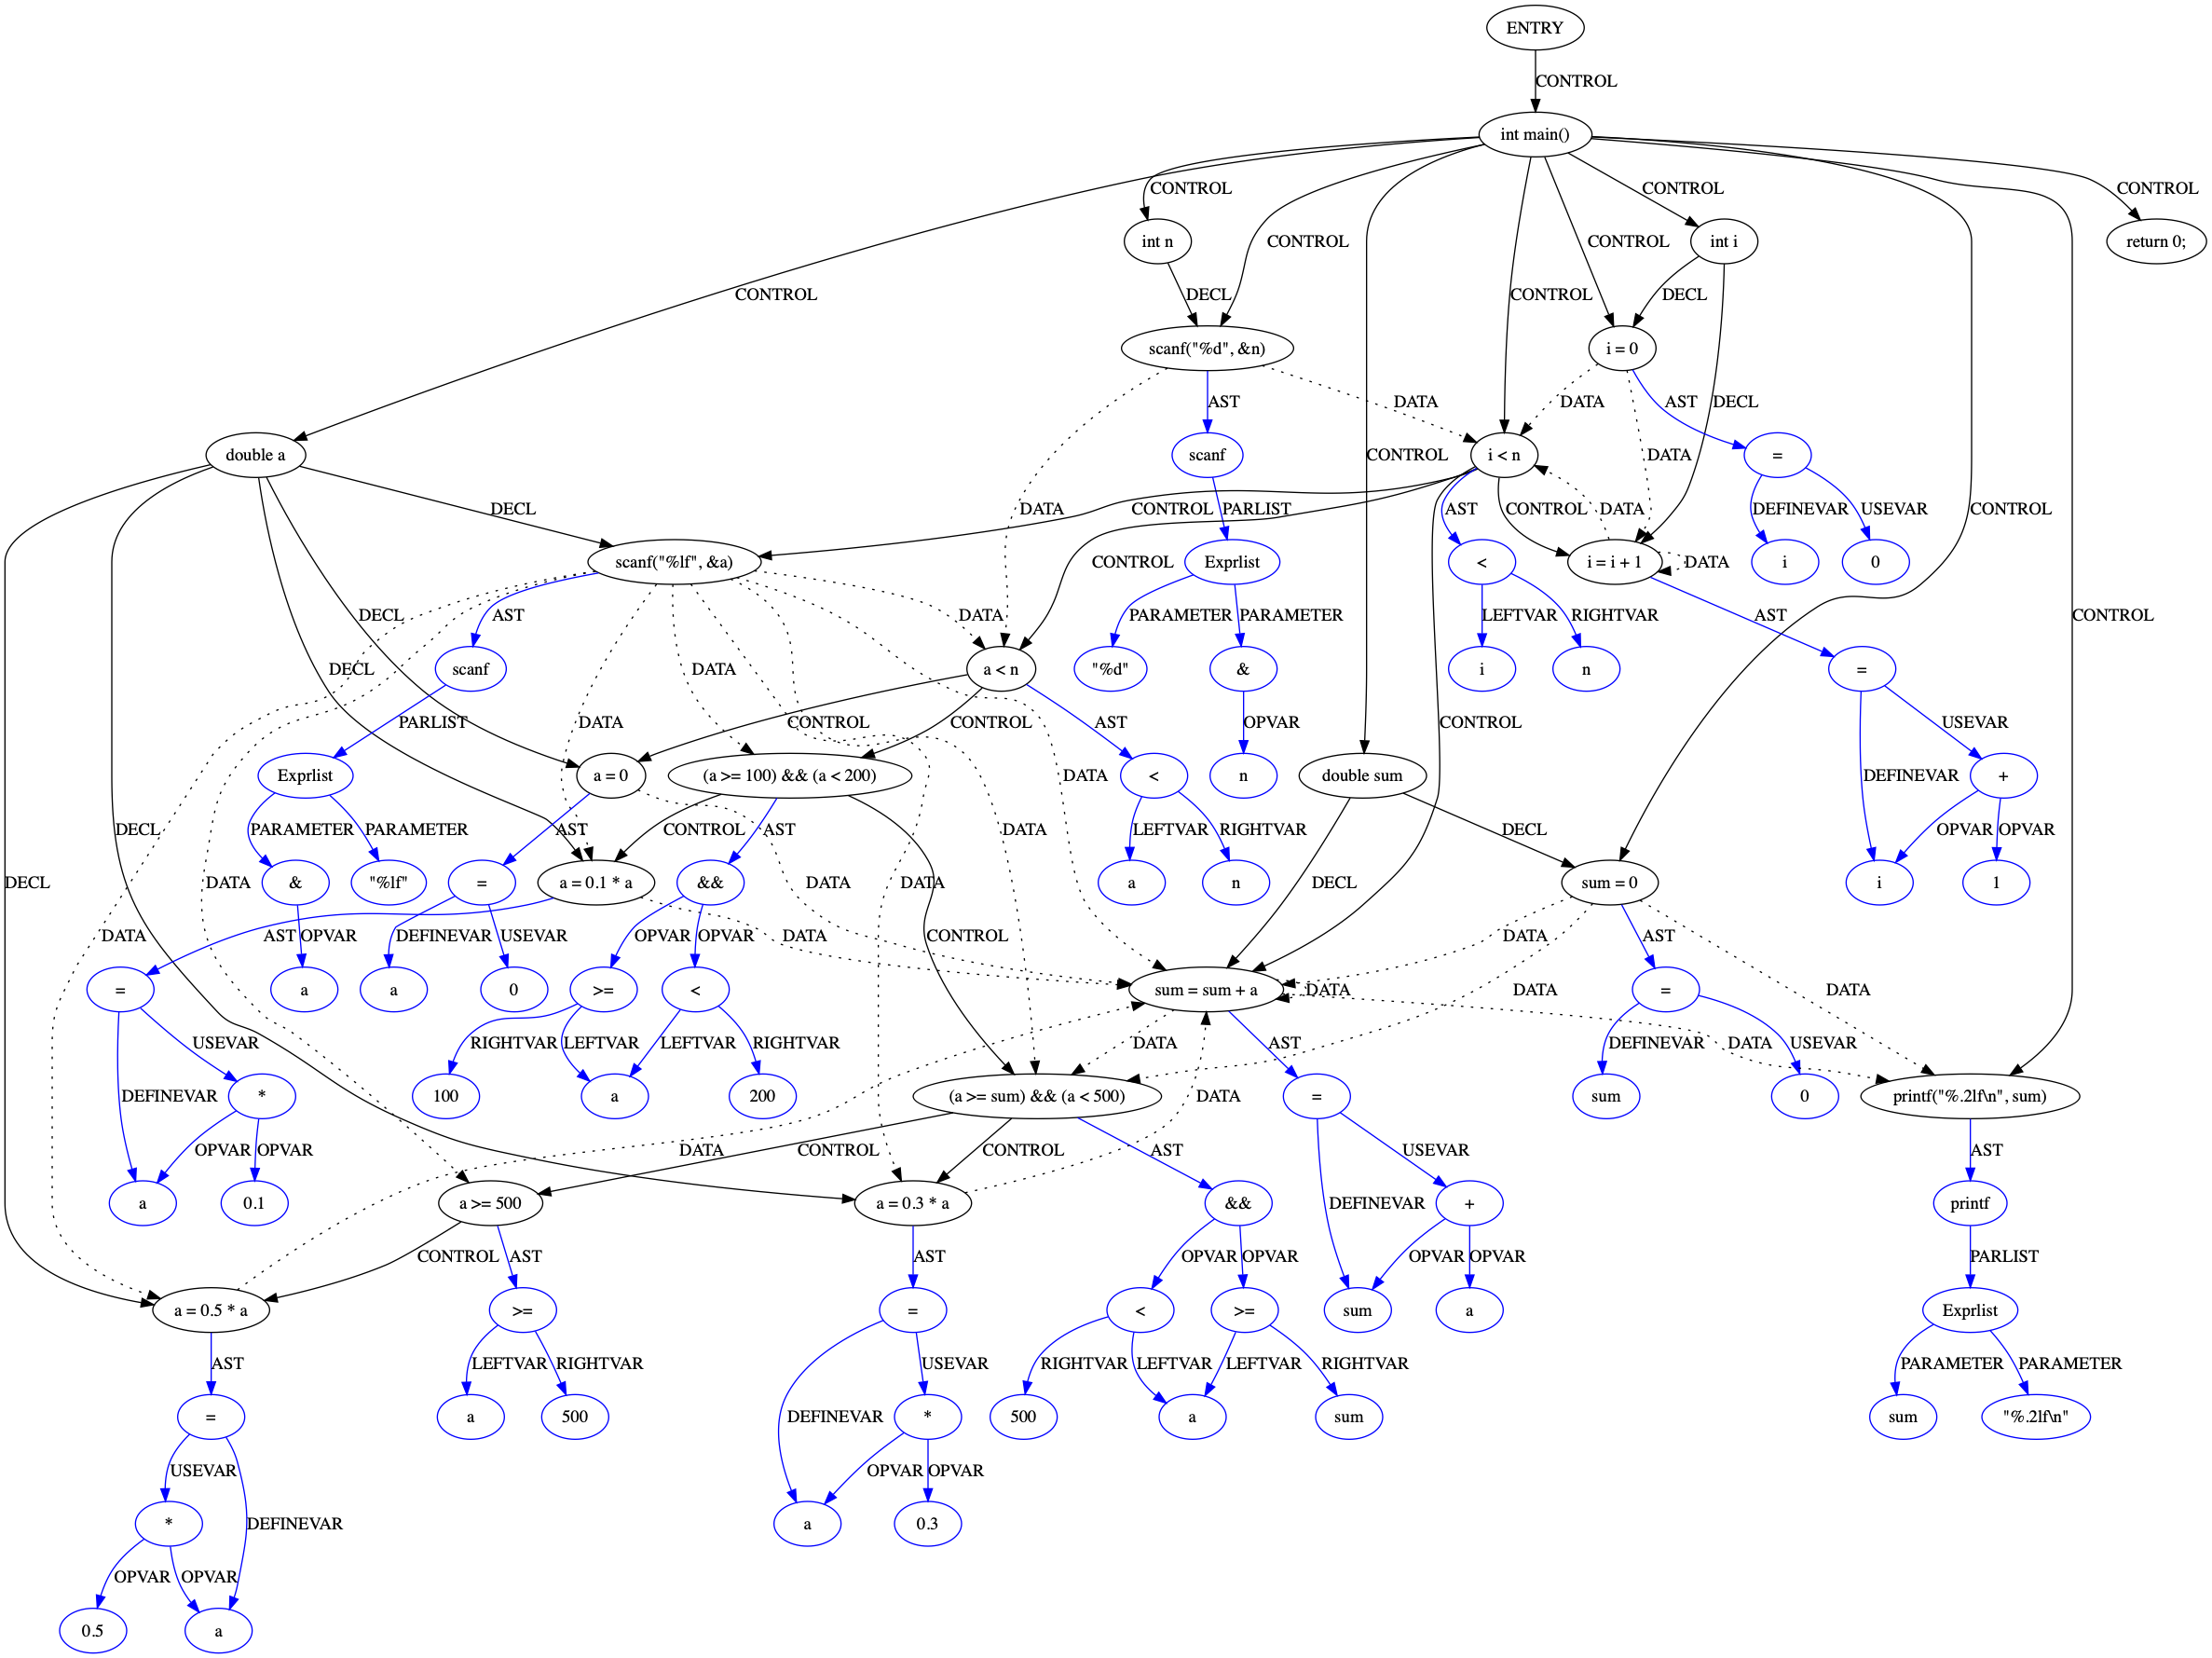 ENTRY
CONTROL
int main()
CONTROL
CONTROL
CONTROL
int n
CONTROL
CONTROL
int i
return 0;
CONTROL
DECL
CONTROL
DECL
scanf("%d", &n)
i = 0
AST
DATA
DATA
AST
DECL
double a
CONTROL
scanf
i < n
DATA
=
DECL
CONTROL
DATA
PARLIST
AST
CONTROL
DATA
DEFINEVAR
USEVAR
CONTROL
scanf("%lf", &a)
CONTROL
Exprlist
<
i = i + 1
DATA
i
0
DECL
AST
DATA
PARAMETER
PARAMETER
LEFTVAR
RIGHTVAR
AST
CONTROL
DECL
scanf
DATA
a < n
"%d"
&
i
n
=
PARLIST
DATA
CONTROL
CONTROL
AST
OPVAR
CONTROL
USEVAR
Exprlist
a = 0
(a >= 100) && (a < 200)
DATA
<
n
double sum
DEFINEVAR
+
DECL
PARAMETER
PARAMETER
AST
CONTROL
AST
DATA
LEFTVAR
RIGHTVAR
DECL
OPVAR
OPVAR
DECL
DATA
&
"%lf"
=
a = 0.1 * a
&&
DATA
DATA
a
n
DECL
sum = 0
i
1
DATA
AST
OPVAR
DEFINEVAR
USEVAR
OPVAR
OPVAR
DATA
CONTROL
DATA
AST
=
a
a
0
>=
<
sum = sum + a
DATA
DATA
=
DATA
USEVAR
RIGHTVAR
LEFTVAR
LEFTVAR
RIGHTVAR
DATA
AST
DEFINEVAR
DATA
USEVAR
DEFINEVAR
*
100
a
200
(a >= sum) && (a < 500)
DATA
=
sum
0
printf("%.2lf\n", sum)
OPVAR
OPVAR
DATA
CONTROL
CONTROL
AST
USEVAR
AST
a
0.1
a >= 500
a = 0.3 * a
&&
DEFINEVAR
+
printf
CONTROL
AST
AST
OPVAR
OPVAR
OPVAR
OPVAR
PARLIST
a = 0.5 * a
>=
=
<
>=
sum
a
Exprlist
AST
LEFTVAR
RIGHTVAR
USEVAR
RIGHTVAR
LEFTVAR
LEFTVAR
RIGHTVAR
PARAMETER
PARAMETER
=
a
500
DEFINEVAR
*
500
a
sum
sum
"%.2lf\n"
USEVAR
OPVAR
OPVAR
*
DEFINEVAR
a
0.3
OPVAR
OPVAR
0.5
a